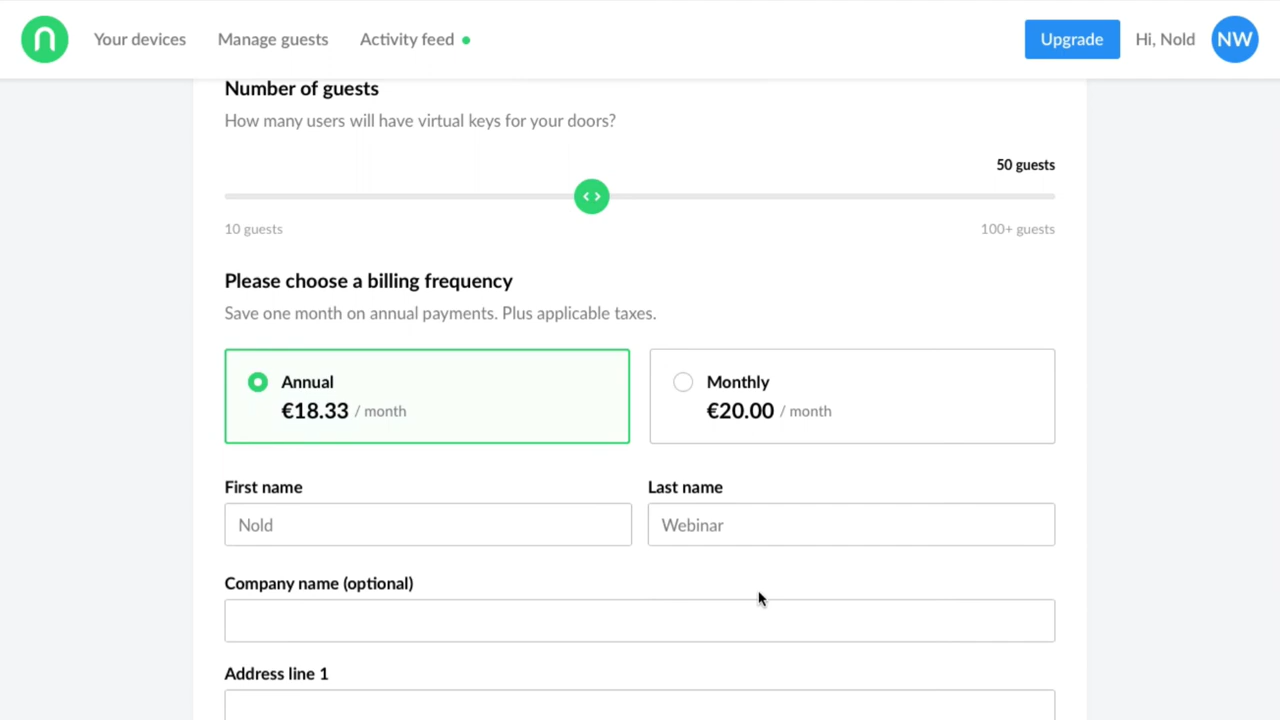 Your devices Manage guests Activity feed Upgrade Hi, Nold NW
Number of guests
How many users will have virtual keys for your doors?
50 guests
10 guests 100+ guests
Please choose a billing frequency
Save one month on annual payments. Plus applicable taxes.
Annual Monthly
€18.33 / month €20.00 / month
First name Last name
Nold Webinar
Company name (optional)
Address line 1